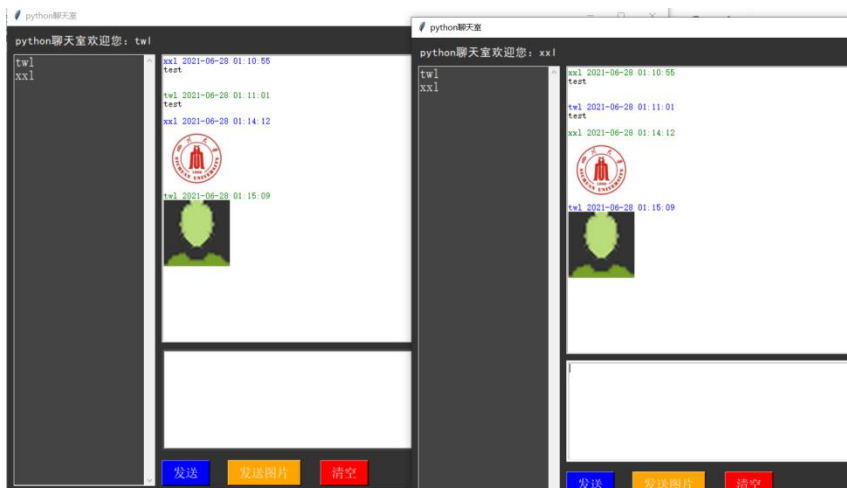 python聊天室
python聊天室欢迎您：twl
twl
xxl
xxl 2021-06-28 01:10:55
test
twl 2021-06-28 01:11:01
test
xxl 2021-06-28 01:14:12
twl 2021-06-28 01:15:09
发送
发送图片
清空
python聊天室
python聊天室欢迎您：xxl
twl
xxl
xxl 2021-06-28 01:10:55
test
twl 2021-06-28 01:11:01
test
xxl 2021-06-28 01:14:12
twl 2021-06-28 01:15:09
发送
发送图片
清空